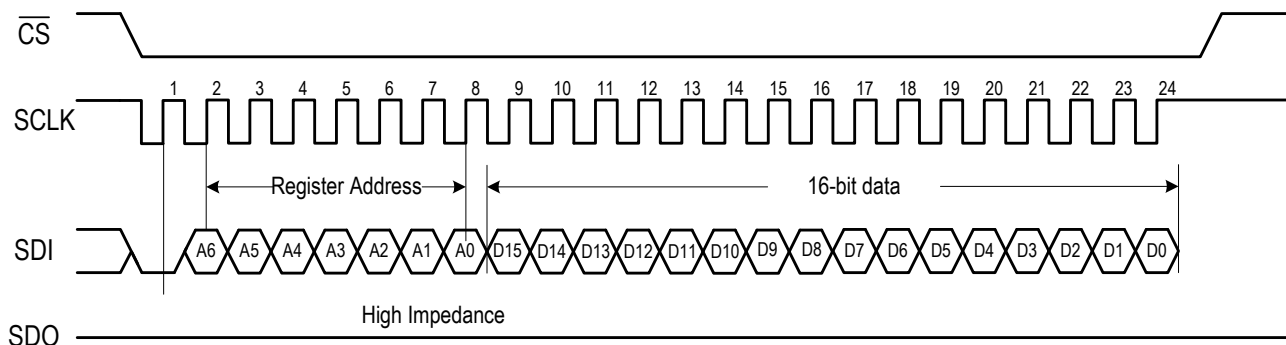 CS
1 2 3 4 5 6 7 8 9 10 11 12 13 14 15 16 17 18 19 20 21 22 23 24
SCLK
Register Address 16-bit data
SDI A6 A5 A4 A3 A2 A1 A0 D15 D14 D13 D12 D11 D10 D9 D8 D7 D6 D5 D4 D3 D2 D1 D0
High Impedance
SDO